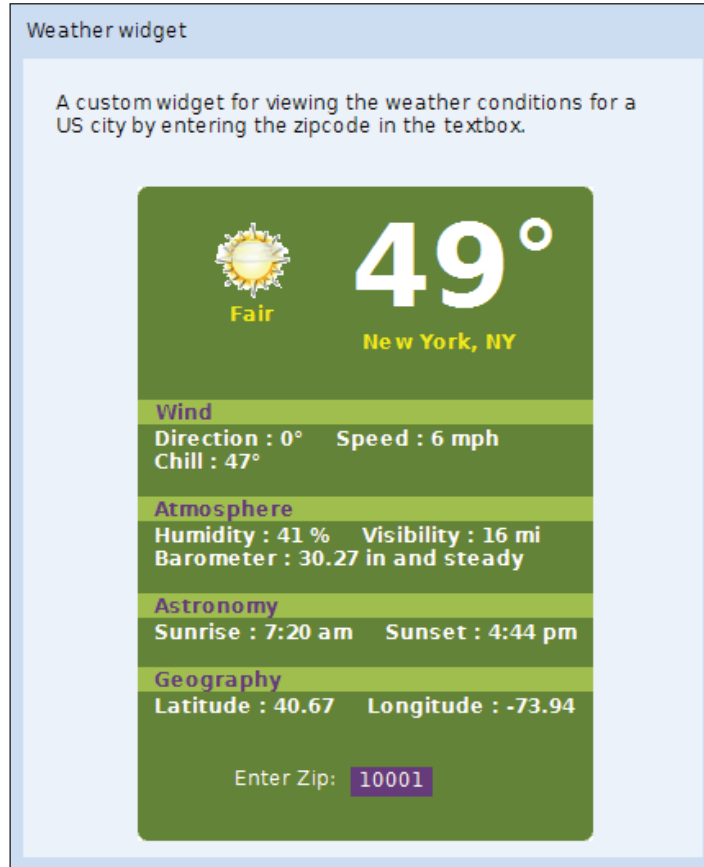 Weather widget
A custom widget for viewing the weather conditions for a
US city by entering the zipcode in the textbox.
49°
Fair
New York, NY
Wind
Direction : 0° Speed : 6 mph
Chill : 47°
Atmosphere
Humidity : 41 % Visibility : 16 mi
Barometer : 30.27 in and steady
Astronomy
Sunrise : 7:20 am Sunset : 4:44 pm
Geography
Latitude : 40.67 Longitude : -73.94
Enter Zip: 10001